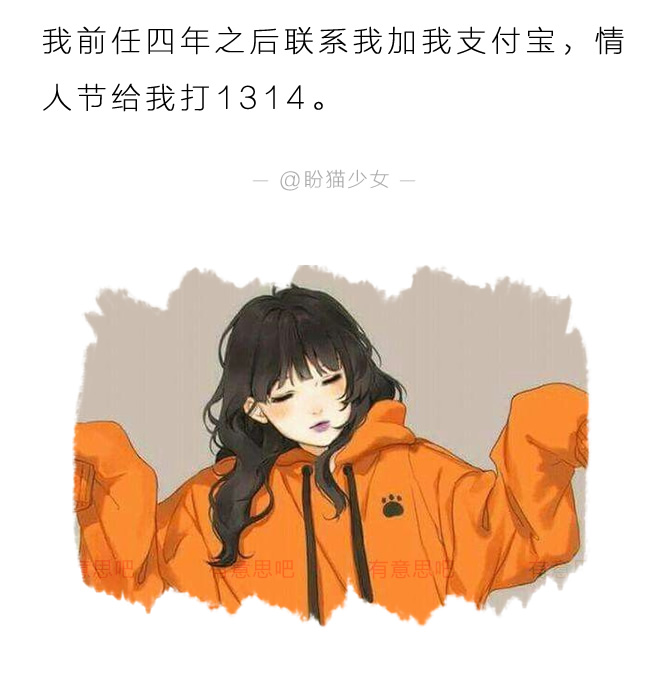 我前任四年之后联系我加我支付宝，情
人节给我打1314。
— @盼猫少女 —
有意思吧 有意思吧 有意思吧